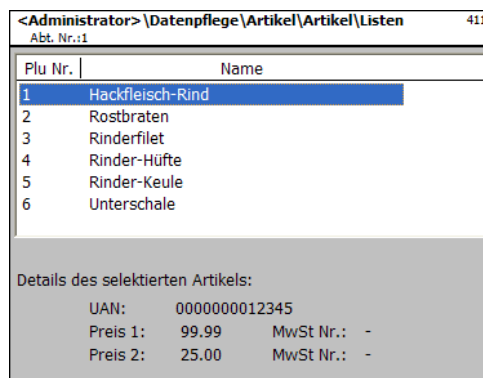 <Administrator>\Datenpflege\Artikel\Artikel\Listen 411
Abt. Nr.:1
Plu Nr. Name
1 Hackfleisch-Rind
2 Rostbraten
3 Rinderfilet
4 Rinder-Hüfte
5 Rinder-Keule
6 Unterschale
Details des selektierten Artikels:
UAN: 0000000012345
Preis 1: 99.99 MwSt Nr.: -
Preis 2: 25.00 MwSt Nr.: -